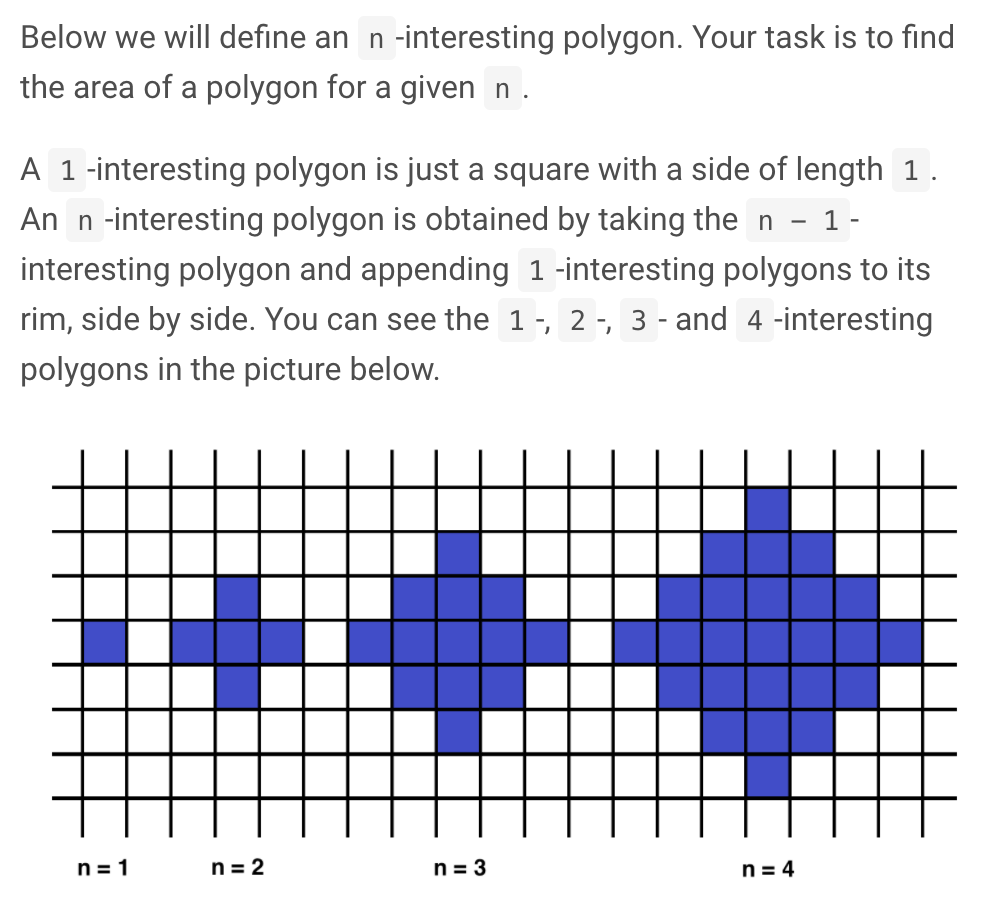 Below we will define an n -interesting polygon. Your task is to find
the area of a polygon for a given n .
A 1 -interesting polygon is just a square with a side of length 1 .
An n -interesting polygon is obtained by taking the n - 1 -
interesting polygon and appending 1 -interesting polygons to its
rim, side by side. You can see the 1 -, 2 -, 3 - and 4 -interesting
polygons in the picture below.
n = 1 n = 2 n = 3 n = 4